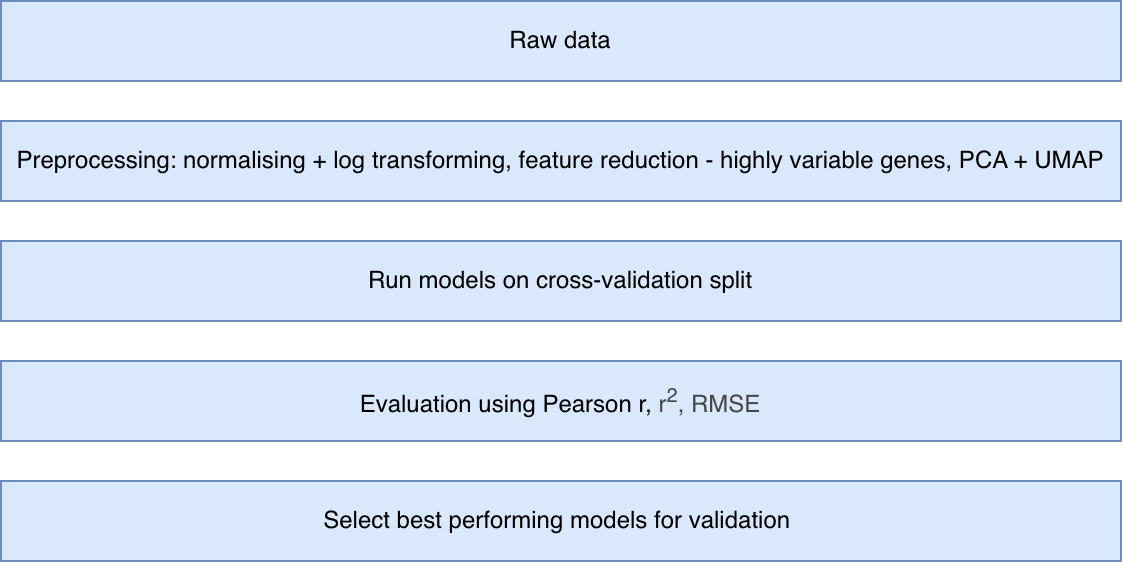 Raw data
Preprocessing: normalising + log transforming, feature reduction - highly variable genes, PCA + UMAP
Run models on cross-validation split
Evaluation using Pearson r, r², RMSE
Select best performing models for validation